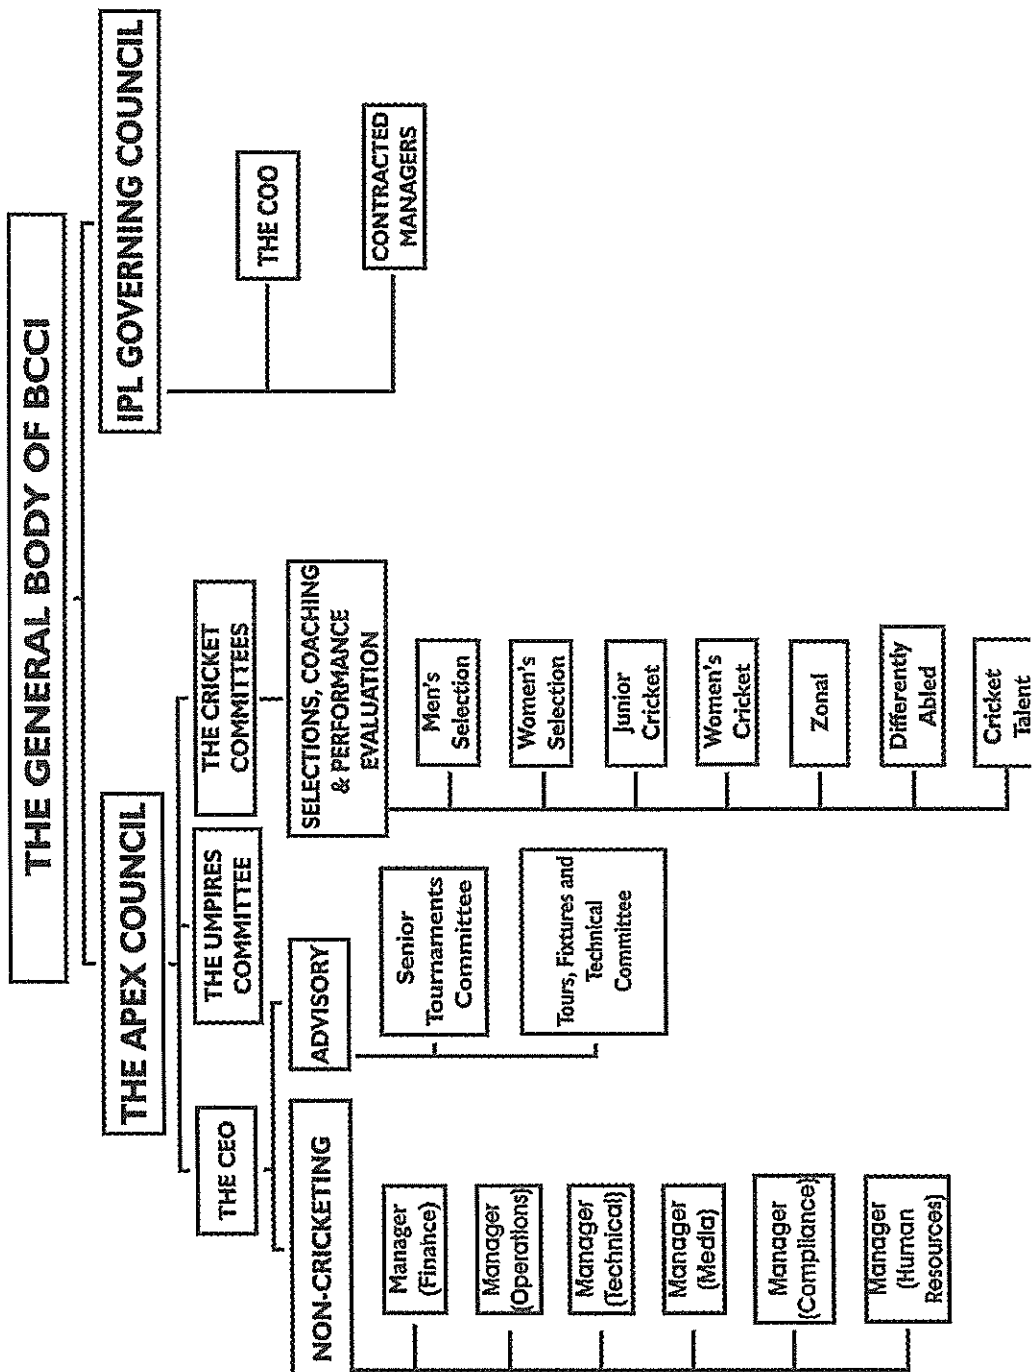 THE GENERAL BODY OF BCCI
THE APEX COUNCIL
IPL GOVERNING COUNCIL
THE CEO
THE UMPIRES
COMMITTEE
THE CRICKET
COMMITTEES
THE COO
CONTRACTED
MANAGERS
NON-CRICKETING
ADVISORY
SELECTIONS, COACHING
& PERFORMANCE
EVALUATION
Manager
(Finance)
Manager
(Operations)
Manager
(Technical)
Manager
(Media)
Manager
(Compliance)
Manager
(Human
Resources)
Senior
Tournaments
Committee
Tours, Fixtures and
Technical
Committee
Men's
Selection
Women's
Selection
Junior
Cricket
Women's
Cricket
Zonal
Differently
Abled
Cricket
Talent